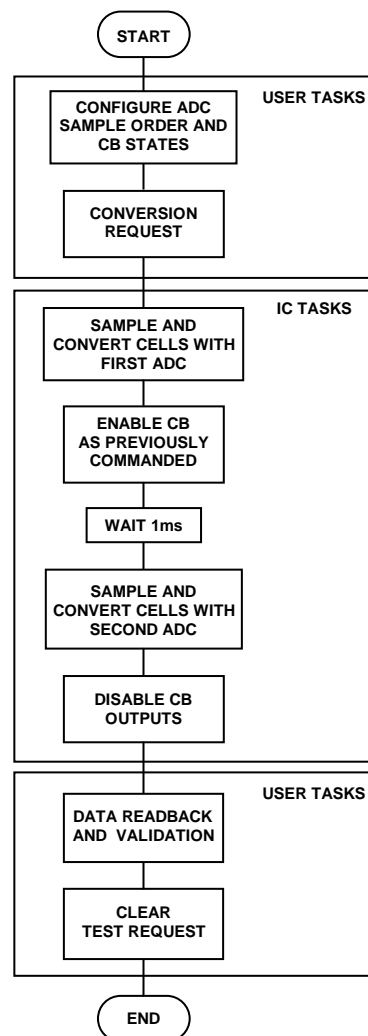 START
USER TASKS
CONFIGURE ADC
SAMPLE ORDER AND
CB STATES
CONVERSION
REQUEST
IC TASKS
SAMPLE AND
CONVERT CELLS WITH
FIRST ADC
ENABLE CB
AS PREVIOUSLY
COMMANDED
WAIT 1ms
SAMPLE AND
CONVERT CELLS WITH
SECOND ADC
DISABLE CB
OUTPUTS
USER TASKS
DATA READBACK
AND VALIDATION
CLEAR
TEST REQUEST
END